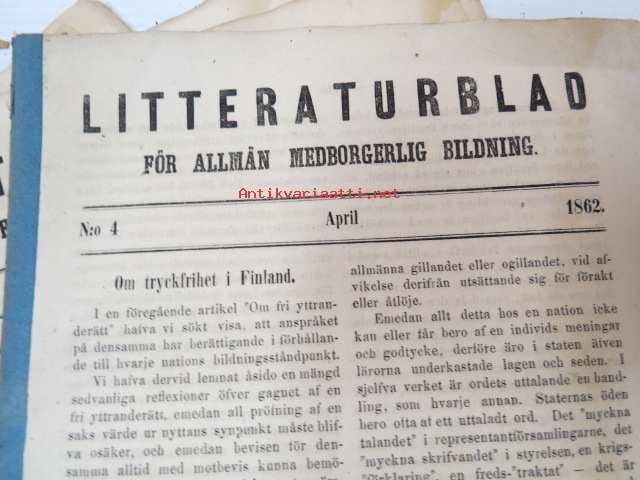 LITTERATURBLAD
FÖR ALLMÄN MEDBORGERLIG BILDNING.
Antikvariaatti.net
N:o 4 April 1862.
Om tryckfrihet i Finland.
I en föregående artikel "Om fri yttran-
derätt" hafva vi sökt visa, att anspråket
på densamma har berättigande i förhållan-
de till hvarje nations bildningsståndpunkt.
Vi hafva dervid lemnat åsido en mängd
sedvanliga reflexioner öfver gagnet af en
fri yttranderätt, emedan all pröfning af en
saks värde ur nyttans synpunkt måste blif-
va osäker, och emedan bevisen för den-
samma alltid med motbevis kunna bemö-
allmänna gillandet eller ogillandet, vid af-
vikelse derifrån utsättande sig för förakt
eller åtlöje.
Emedan allt detta hos en nation icke
kan eller får bero af en individs meningar
och godtycke, derföre äro i staten äfven
lärorna underkastade lagen och seden. I
sjelfva verket är ordets uttalande en hand-
ling, som hvarje annan. Staternas öden
bero ofta af ett uttaladt ord. Det "myckna
talandet" i representantförsamlingarne, det
"myckna skrifvandet" i styrelsen, en krigs-
"förklaring", en freds-"traktat" — det är